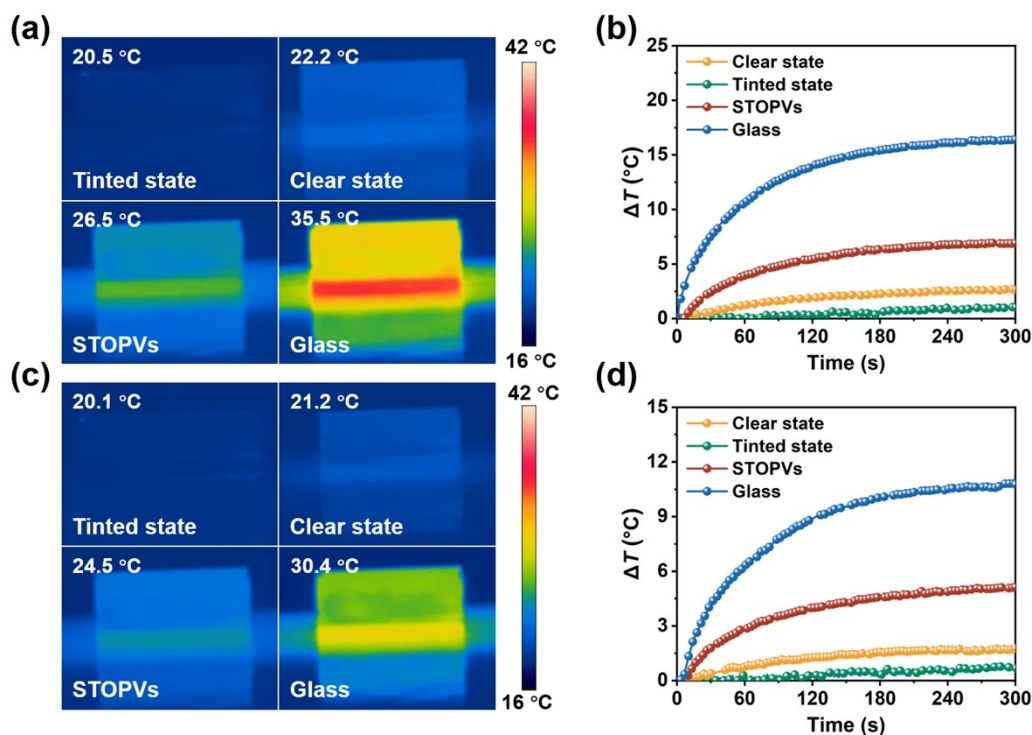 (a)
20.5 °C
22.2 °C
42 °C
Tinted state
Clear state
26.5 °C
35.5 °C
STOPVs
Glass
16 °C
(b)
25
20
15
10
5
0
ΔT (°C)
Clear state
Tinted state
STOPVs
Glass
0 60 120 180 240 300
Time (s)
(c)
20.1 °C
21.2 °C
42 °C
Tinted state
Clear state
24.5 °C
30.4 °C
STOPVs
Glass
16 °C
(d)
15
12
9
6
3
0
ΔT (°C)
Clear state
Tinted state
STOPVs
Glass
0 60 120 180 240 300
Time (s)